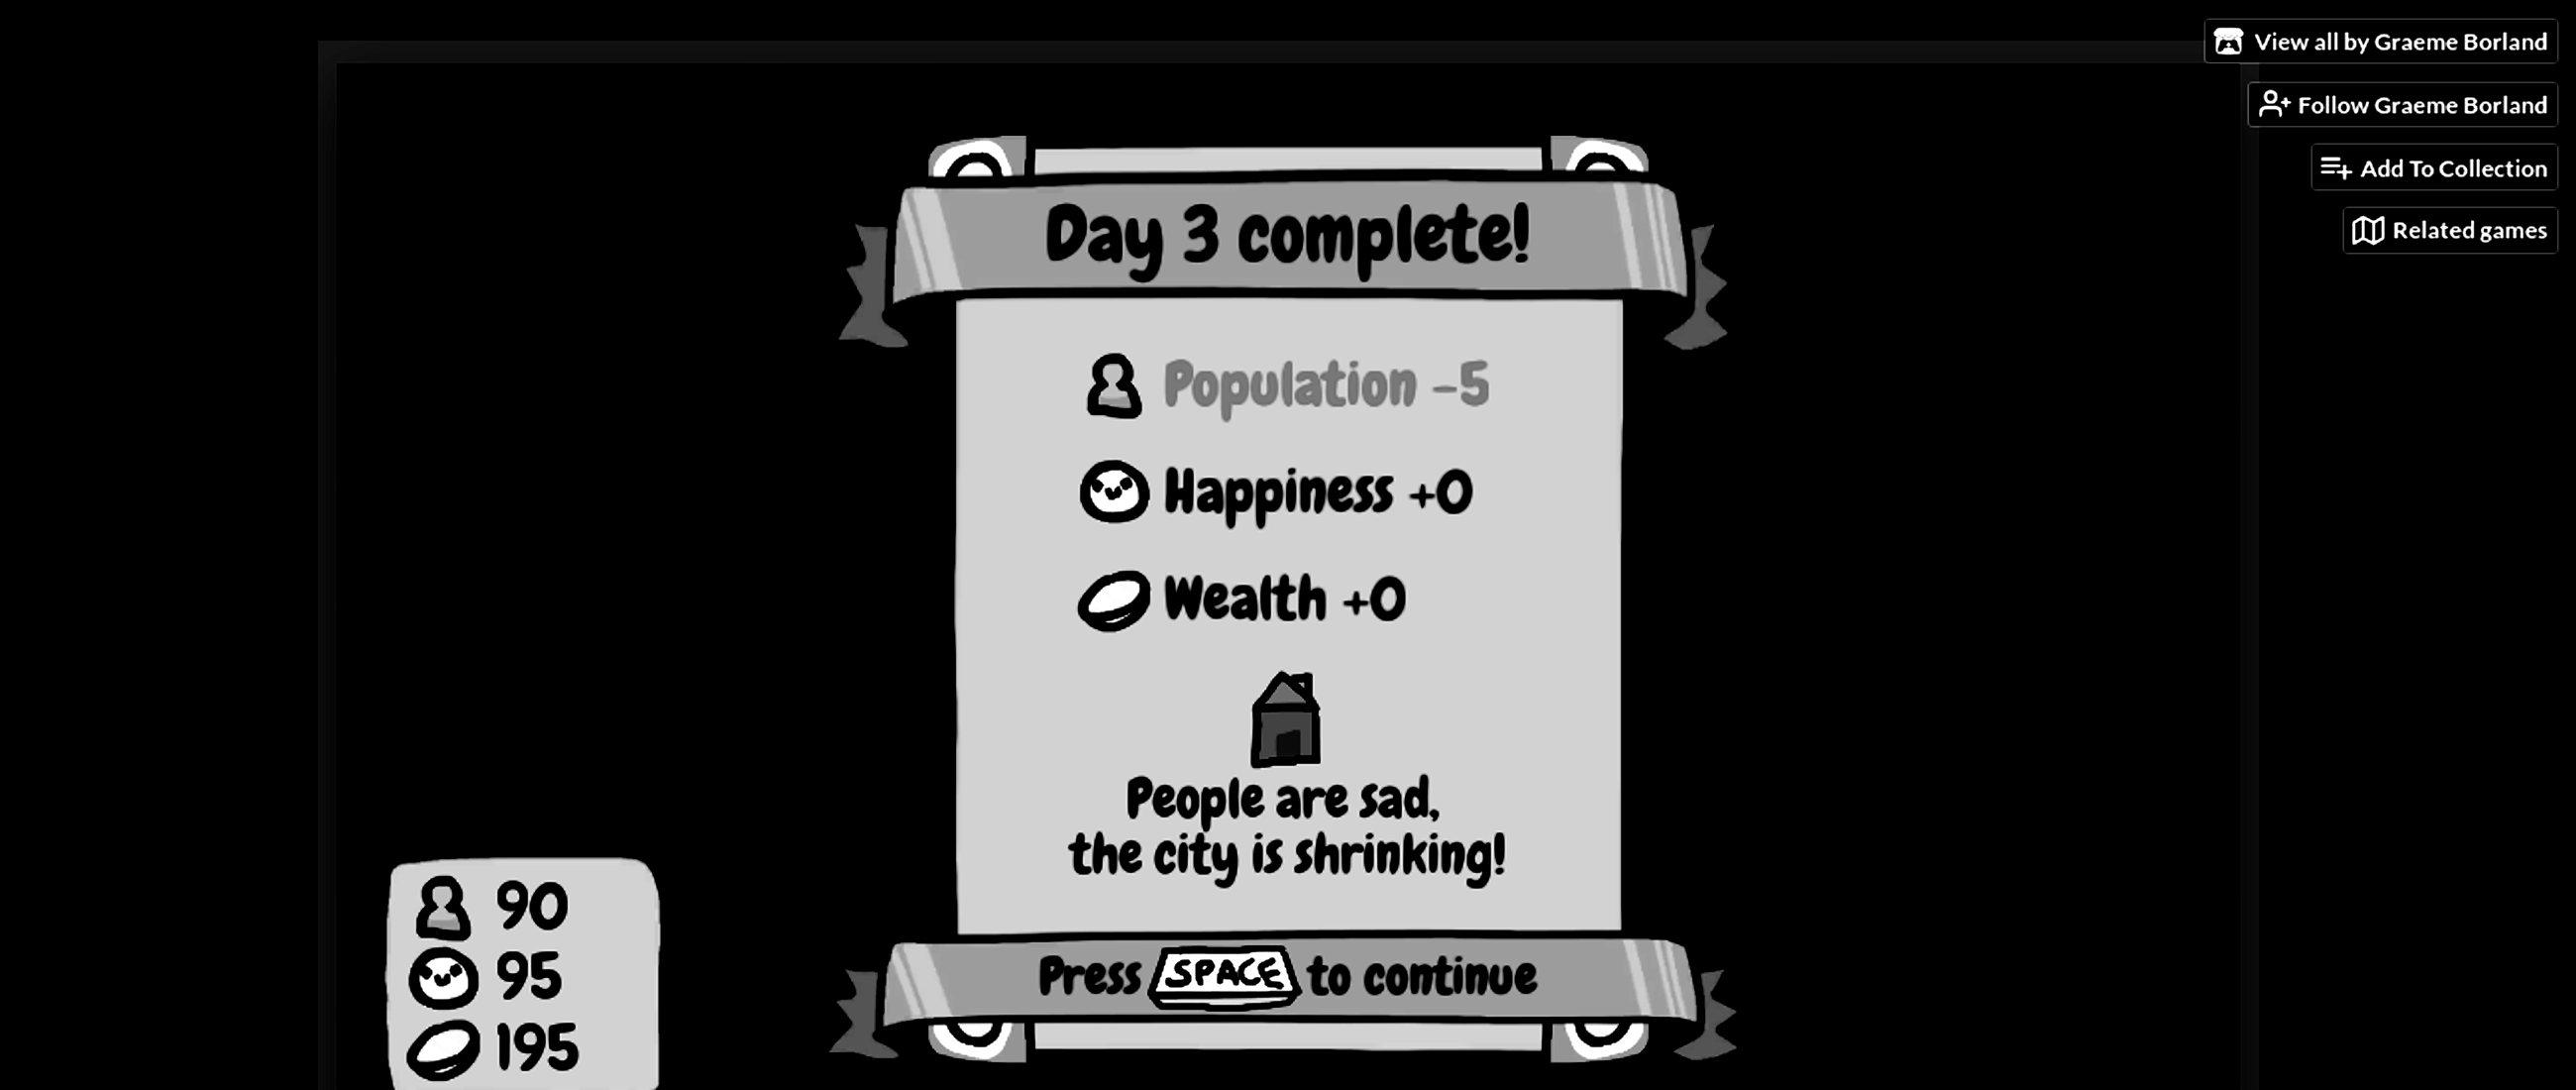 View all by Graeme Borland
Follow Graeme Borland
Add To Collection
Related games
Day 3 complete!
Population -5
Happiness +0
Wealth +0
People are sad,
the city is shrinking!
90
95
195
Press SPACE to continue